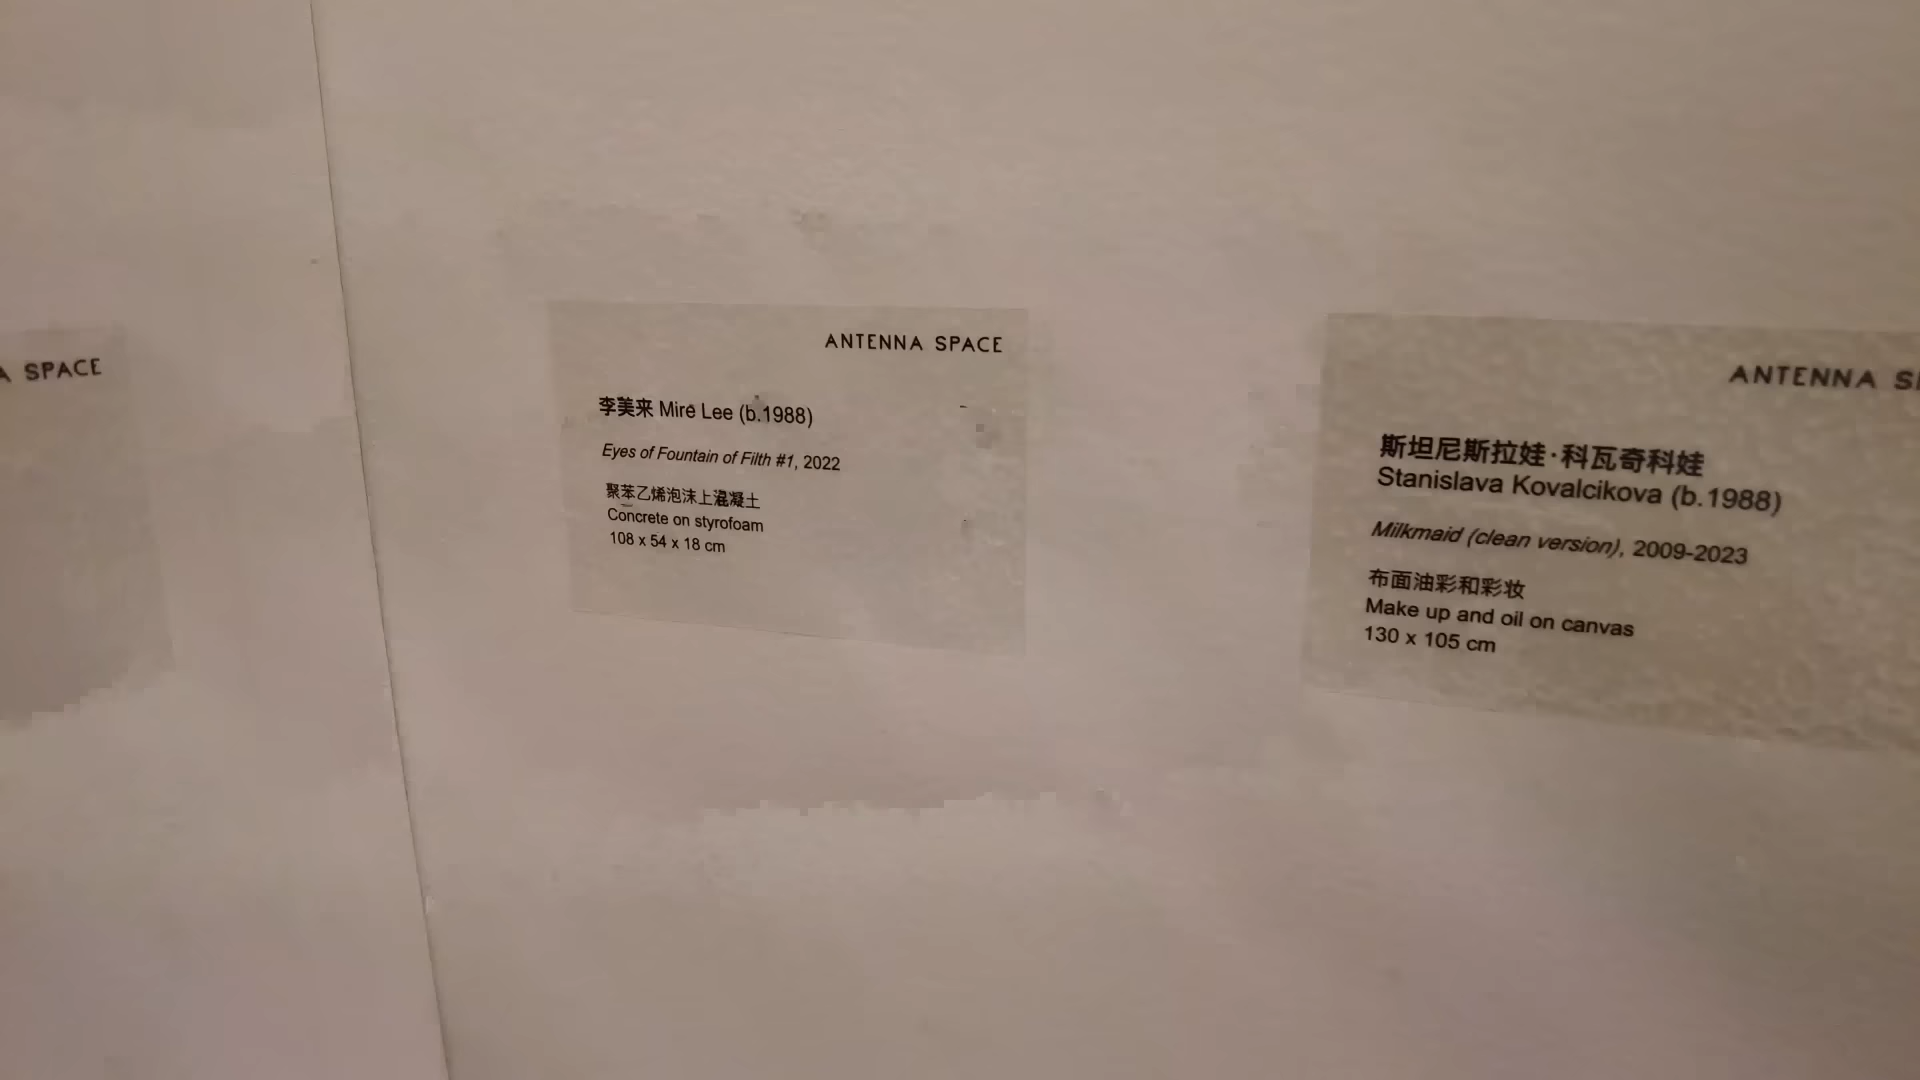 A SPACE
ANTENNA SPACE
李美来 Mire Lee (b.1988)
Eyes of Fountain of Filth #1, 2022
聚苯乙烯泡沫上混凝土
Concrete on styrofoam
108 x 54 x 18 cm
ANTENNA
斯坦尼斯拉娃·科瓦奇科娃
Stanislava Kovalcikova (b.1988)
Milkmaid (clean version), 2009-2023
布面油彩和彩妆
Make up and oil on canvas
130 x 105 cm